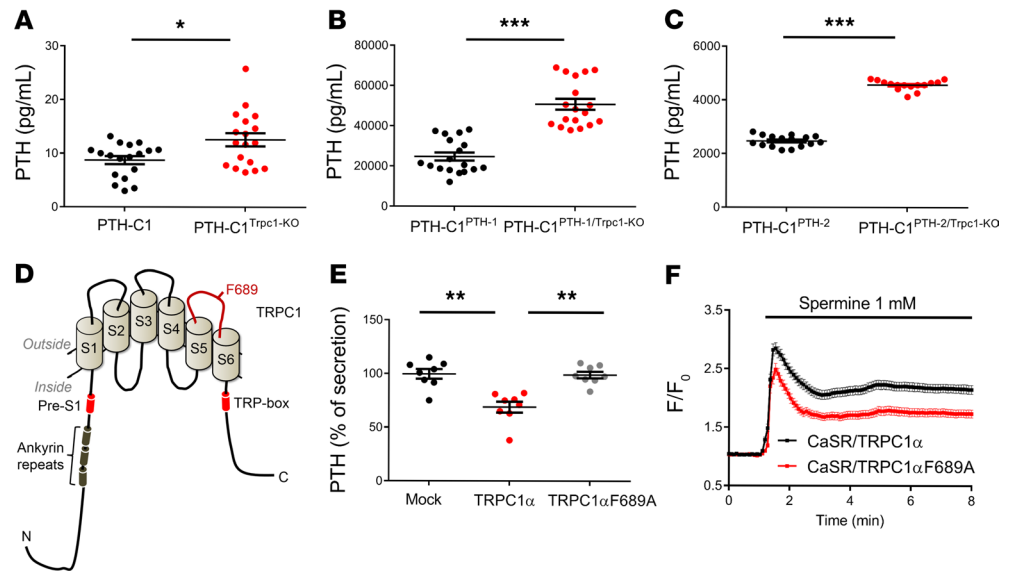 A
*
PTH (pg/mL)
30
20
10
0
PTH-C1
PTH-C1Trpc1-KO
B
***
PTH (pg/mL)
80000
60000
40000
20000
0
PTH-C1PTH-1
PTH-C1PTH-1/Trpc1-KO
C
***
PTH (pg/mL)
6000
4000
2000
0
PTH-C1PTH-2
PTH-C1PTH-2/Trpc1-KO
D
F689
TRPC1
S1
S2
S3
S4
S5
S6
Outside
Inside
Pre-S1
TRP-box
Ankyrin
repeats
C
N
E
**
**
PTH (% of secretion)
150
100
50
0
Mock
TRPC1α
TRPC1αF689A
F
Spermine 1 mM
F/F0
3.5
2.5
1.5
0.5
CaSR/TRPC1α
CaSR/TRPC1αF689A
0
2
4
6
8
Time (min)